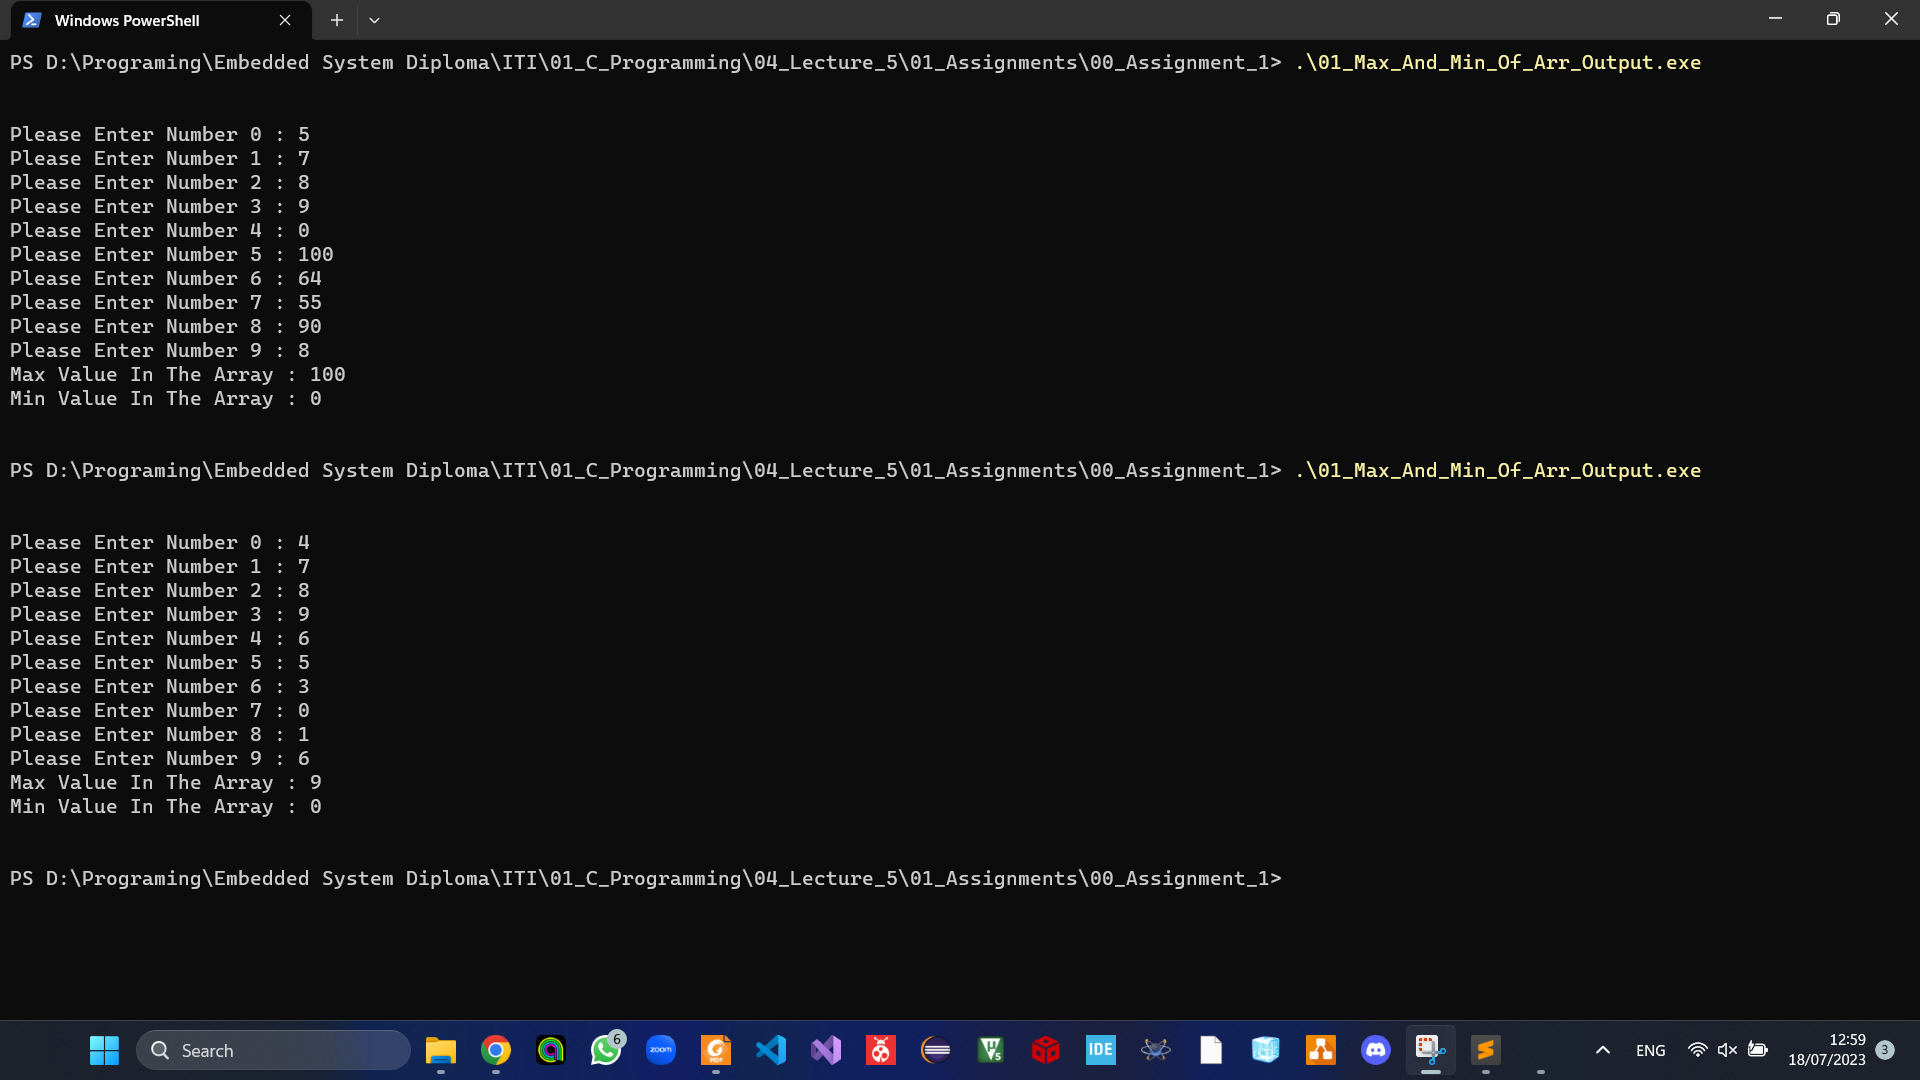 Windows PowerShell
PS D:\Programing\Embedded System Diploma\ITI\01_C_Programming\04_Lecture_5\01_Assignments\00_Assignment_1> .\01_Max_And_Min_Of_Arr_Output.exe
Please Enter Number 0 : 5
Please Enter Number 1 : 7
Please Enter Number 2 : 8
Please Enter Number 3 : 9
Please Enter Number 4 : 0
Please Enter Number 5 : 100
Please Enter Number 6 : 64
Please Enter Number 7 : 55
Please Enter Number 8 : 90
Please Enter Number 9 : 8
Max Value In The Array : 100
Min Value In The Array : 0
PS D:\Programing\Embedded System Diploma\ITI\01_C_Programming\04_Lecture_5\01_Assignments\00_Assignment_1> .\01_Max_And_Min_Of_Arr_Output.exe
Please Enter Number 0 : 4
Please Enter Number 1 : 7
Please Enter Number 2 : 8
Please Enter Number 3 : 9
Please Enter Number 4 : 6
Please Enter Number 5 : 5
Please Enter Number 6 : 3
Please Enter Number 7 : 0
Please Enter Number 8 : 1
Please Enter Number 9 : 6
Max Value In The Array : 9
Min Value In The Array : 0
PS D:\Programing\Embedded System Diploma\ITI\01_C_Programming\04_Lecture_5\01_Assignments\00_Assignment_1>
Search
6
zoom
PDF
V5
IDE
ENG
12:59
18/07/2023
3